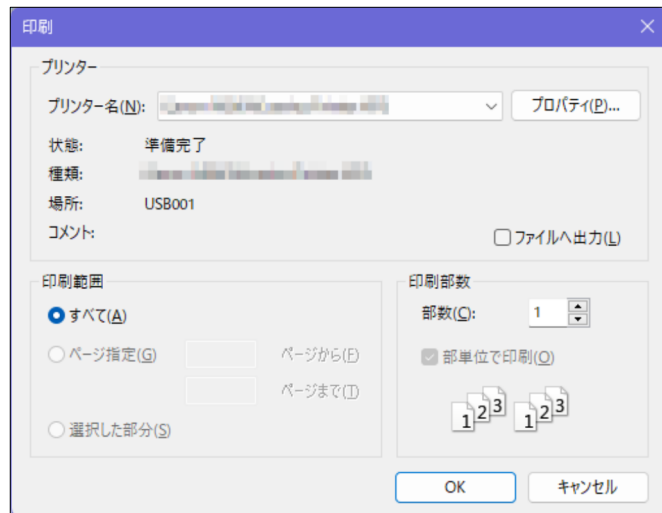 印刷
プリンター
プリンター名(N):
プロパティ(P)...
状態: 準備完了
種類:
場所: USB001
コメント:
ファイルへ出力(L)
印刷範囲
すべて(A)
ページ指定(G) ページから(F)
ページまで(T)
選択した部分(S)
印刷部数
部数(C): 1
部単位で印刷(O)
1 2 3 1 2 3
OK キャンセル